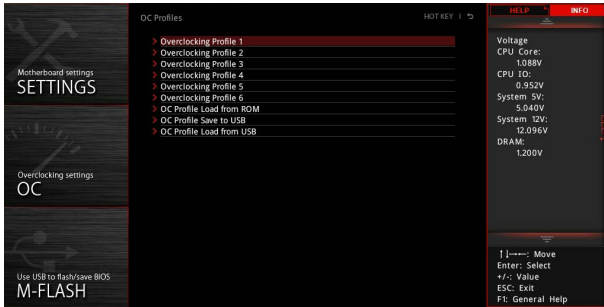 Motherboard settings
SETTINGS
Overclocking settings
OC
Use USB to flash/save BIOS
M-FLASH
OC Profiles
HOT KEY |
> Overclocking Profile 1
> Overclocking Profile 2
> Overclocking Profile 3
> Overclocking Profile 4
> Overclocking Profile 5
> Overclocking Profile 6
> OC Profile Load from ROM
> OC Profile Save to USB
> OC Profile Load from USB
HELP
INFO
Voltage
CPU Core:
1.088V
CPU IO:
0.952V
System 5V:
5.040V
System 12V:
12.096V
DRAM:
1.200V
↑↓→←: Move
Enter: Select
+/-: Value
ESC: Exit
F1: General Help